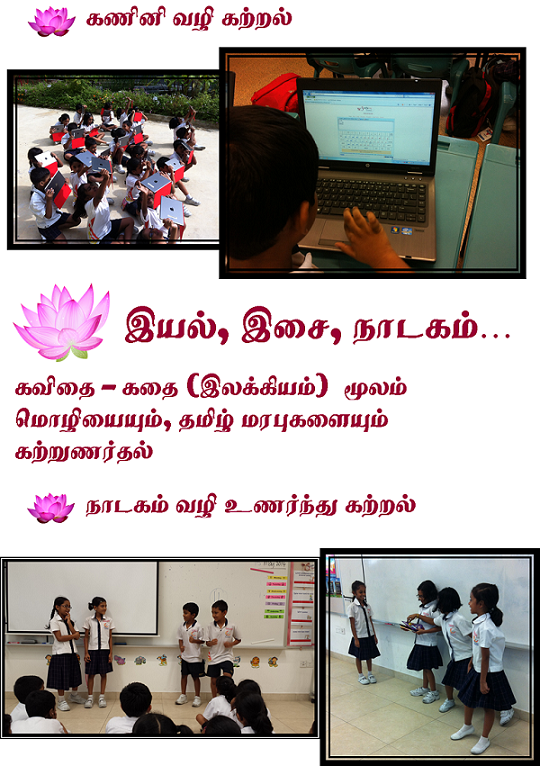 கணினி வழி கற்றல்
இயல், இசை, நாடகம்...
கவிதை – கதை (இலக்கியம்) மூலம்
மொழியையும், தமிழ் மரபுகளையும்
கற்றுணர்தல்
நாடகம் வழி உணர்ந்து கற்றல்